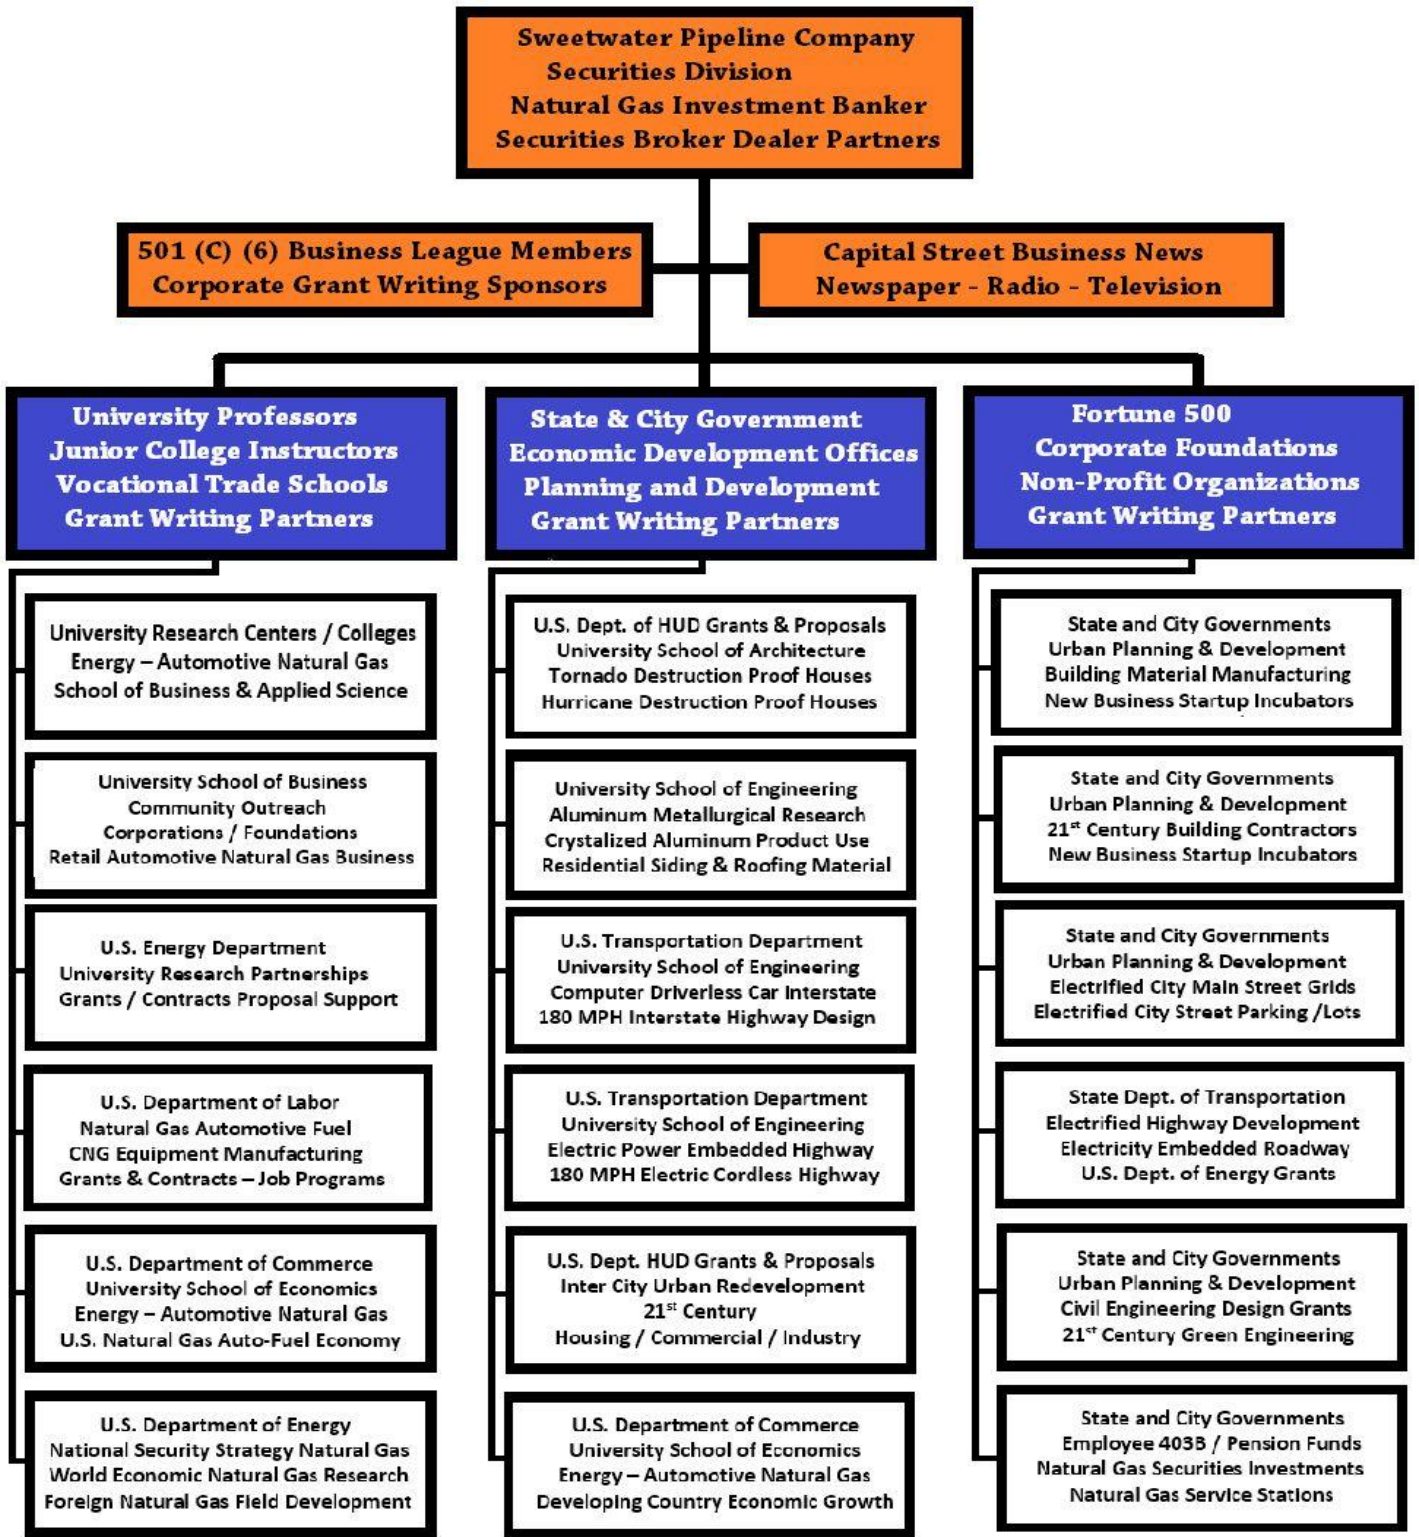 Sweetwater Pipeline Company
Securities Division
Natural Gas Investment Banker
Securities Broker Dealer Partners
501 (C) (6) Business League Members
Corporate Grant Writing Sponsors
Capital Street Business News
Newspaper - Radio - Television
University Professors
Junior College Instructors
Vocational Trade Schools
Grant Writing Partners
University Research Centers / Colleges
Energy – Automotive Natural Gas
School of Business & Applied Science
University School of Business
Community Outreach
Corporations / Foundations
Retail Automotive Natural Gas Business
U.S. Energy Department
University Research Partnerships
Grants / Contracts Proposal Support
U.S. Department of Labor
Natural Gas Automotive Fuel
CNG Equipment Manufacturing
Grants & Contracts – Job Programs
U.S. Department of Commerce
University School of Economics
Energy – Automotive Natural Gas
U.S. Natural Gas Auto-Fuel Economy
U.S. Department of Energy
National Security Strategy Natural Gas
World Economic Natural Gas Research
Foreign Natural Gas Field Development
State & City Government
Economic Development Offices
Planning and Development
Grant Writing Partners
U.S. Dept. of HUD Grants & Proposals
University School of Architecture
Tornado Destruction Proof Houses
Hurricane Destruction Proof Houses
University School of Engineering
Aluminum Metallurgical Research
Crystalized Aluminum Product Use
Residential Siding & Roofing Material
U.S. Transportation Department
University School of Engineering
Computer Driverless Car Interstate
180 MPH Interstate Highway Design
U.S. Transportation Department
University School of Engineering
Electric Power Embedded Highway
180 MPH Electric Cordless Highway
U.S. Dept. HUD Grants & Proposals
Inter City Urban Redevelopment
21st Century
Housing / Commercial / Industry
U.S. Department of Commerce
University School of Economics
Energy – Automotive Natural Gas
Developing Country Economic Growth
Fortune 500
Corporate Foundations
Non-Profit Organizations
Grant Writing Partners
State and City Governments
Urban Planning & Development
Building Material Manufacturing
New Business Startup Incubators
State and City Governments
Urban Planning & Development
21st Century Building Contractors
New Business Startup Incubators
State and City Governments
Urban Planning & Development
Electrified City Main Street Grids
Electrified City Street Parking /Lots
State Dept. of Transportation
Electrified Highway Development
Electricity Embedded Roadway
U.S. Dept. of Energy Grants
State and City Governments
Urban Planning & Development
Civil Engineering Design Grants
21st Century Green Engineering
State and City Governments
Employee 403B / Pension Funds
Natural Gas Securities Investments
Natural Gas Service Stations